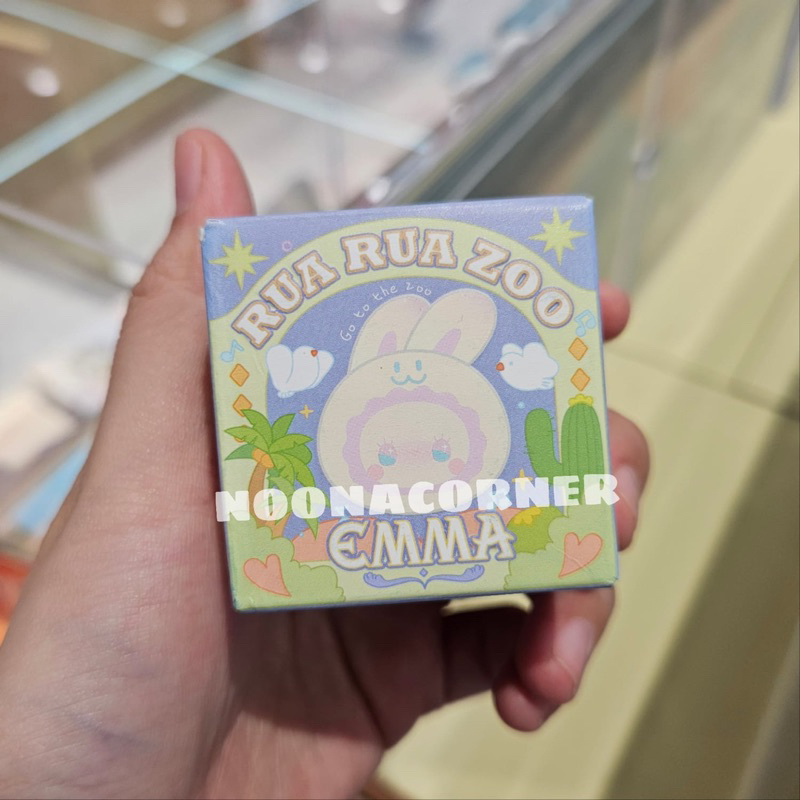 RUA RUA ZOO
Go to the zoo
NOONACORNER
EMMA